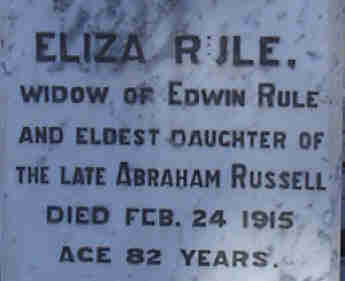 ELIZA RULE,
WIDOW OF EDWIN RULE
AND ELDEST DAUGHTER OF
THE LATE ABRAHAM RUSSELL
DIED FEB. 24 1915
AGE 82 YEARS.